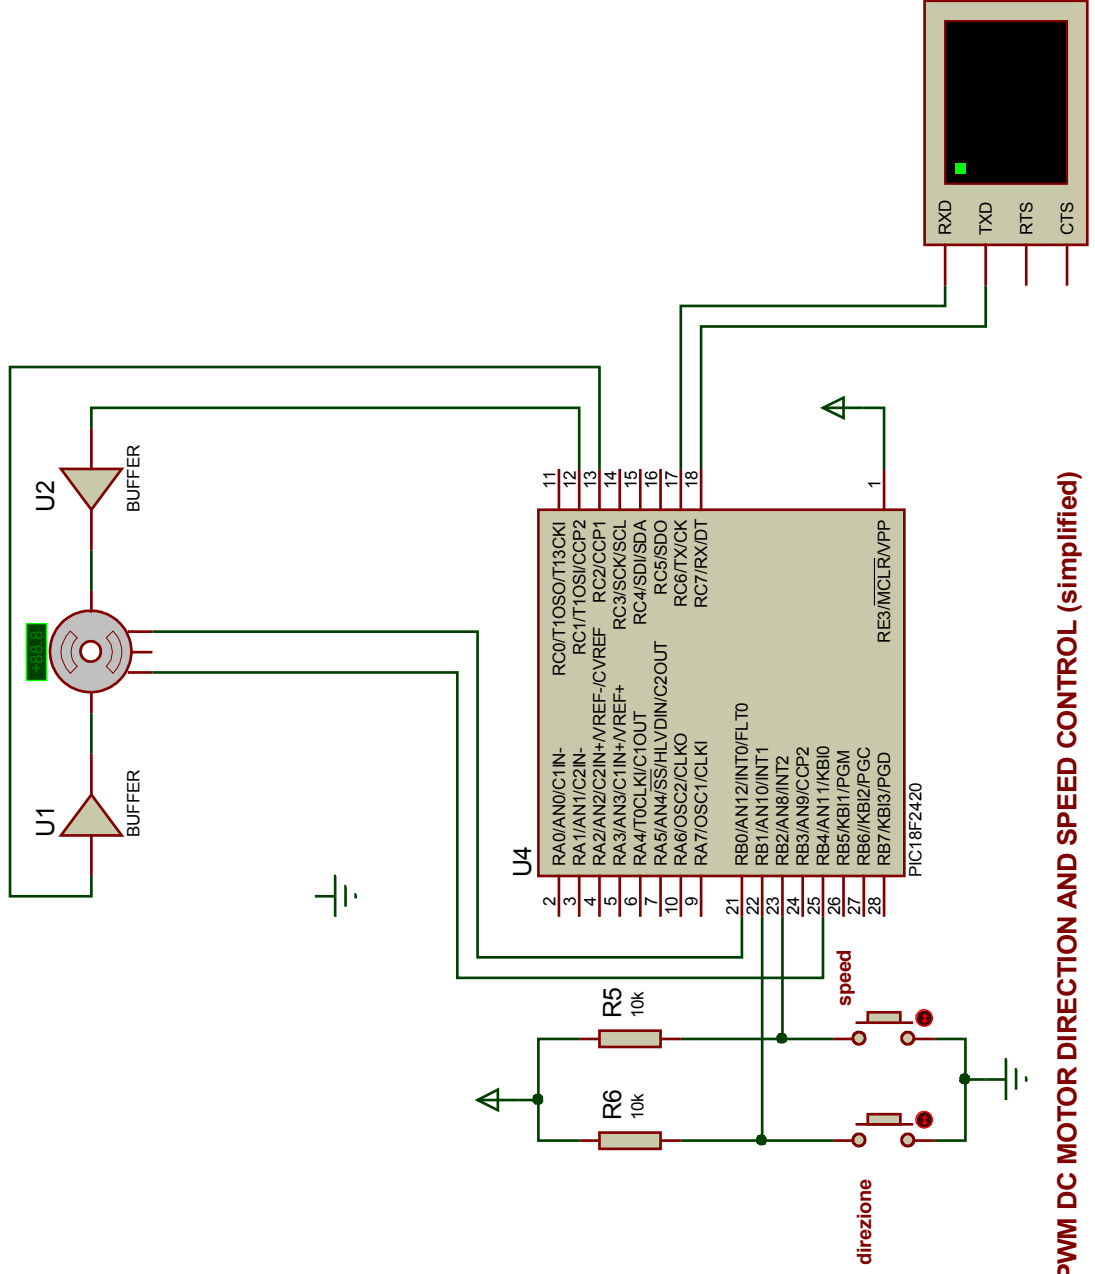 U2
BUFFER
+88.8
U1
BUFFER
RXD
TXD
RTS
CTS
U4
2 RA0/AN0/C1IN-
3 RA1/AN1/C2IN-
4 RA2/AN2/C2IN+/VREF-/CVREF
5 RA3/AN3/C1IN+/VREF+
6 RA4/T0CLKI/C1OUT
7 RA5/AN4/SS/HLVDIN/C2OUT
10 RA6/OSC2/CLKO
9 RA7/OSC1/CLKI
21 RB0/AN12/INT0/FLT0
22 RB1/AN10/INT1
23 RB2/AN8/INT2
24 RB3/AN9/CCP2
25 RB4/AN11/KBI0
26 RB5/KBI1/PGM
27 RB6//KBI2/PGC
28 RB7/KBI3/PGD
RC0/T1OSO/T13CKI 11
RC1/T1OSI/CCP2 12
RC2/CCP1 13
RC3/SCK/SCL 14
RC4/SDI/SDA 15
RC5/SDO 16
RC6/TX/CK 17
RC7/RX/DT 18
RE3/MCLR/VPP 1
PIC18F2420
R5
10k
R6
10k
speed
direzione
PWM DC MOTOR DIRECTION AND SPEED CONTROL (simplified)